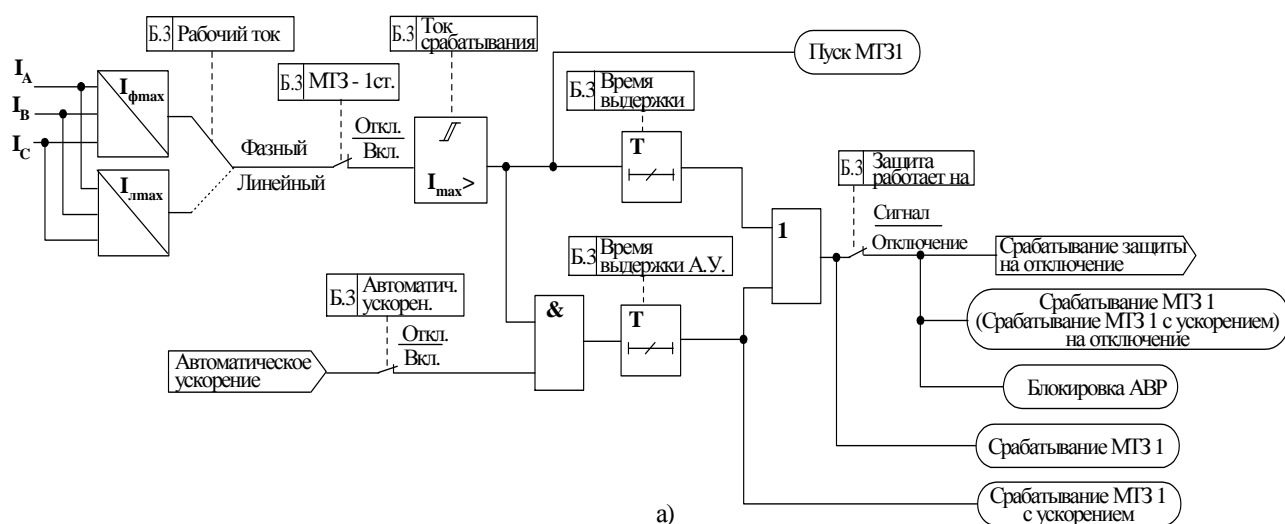 Б.3 Рабочий ток
Б.3 Ток
срабатывания
Пуск МТЗ1
I_A
I_B
I_C
I_фmax
I_лmax
Фазный
Линейный
Б.3 МТЗ - 1ст.
Откл.
Вкл.
I_max>
Б.3 Время
выдержки
T
Б.3 Защита
работает на
Сигнал
Отключение
1
Срабатывание защиты
на отключение
Срабатывание МТЗ 1
(Срабатывание МТЗ 1 с ускорением)
на отключение
Блокировка АВР
Срабатывание МТЗ 1
Срабатывание МТЗ 1
с ускорением
Б.3 Время
выдержки А.У.
T
&
Б.3 Автоматич.
ускорен.
Откл.
Вкл.
Автоматическое
ускорение
а)